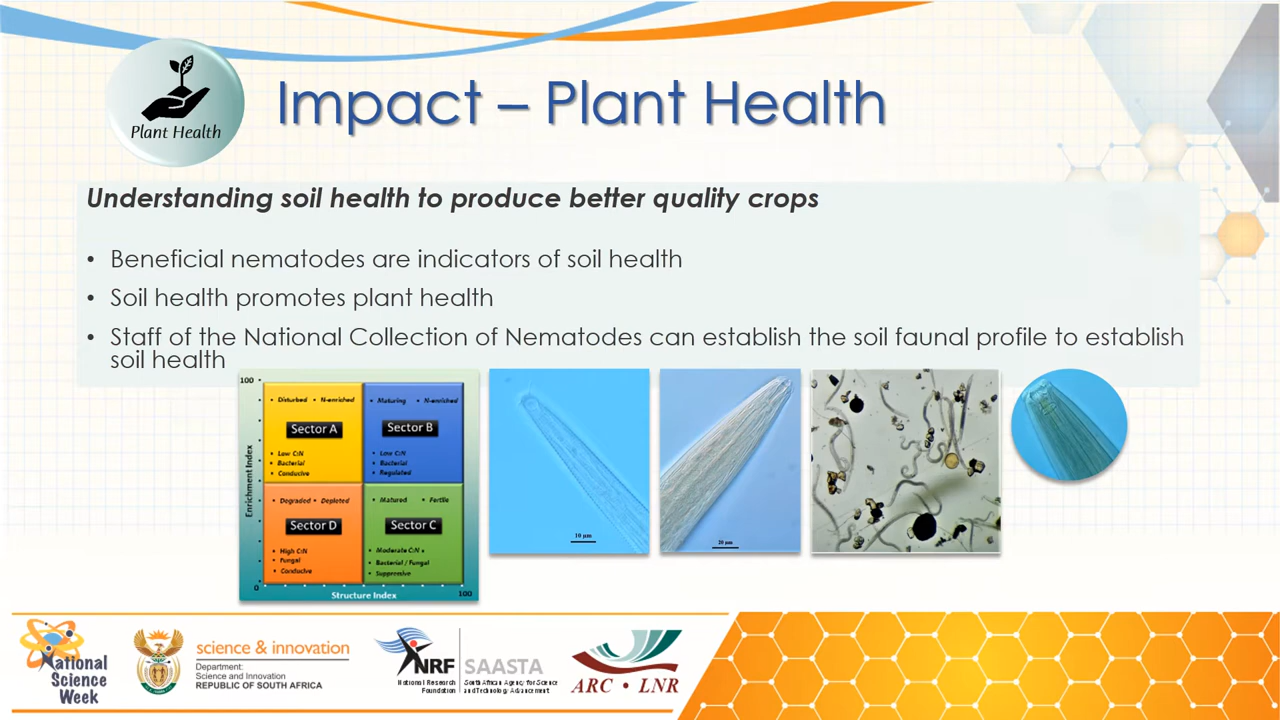 Plant Health
Impact – Plant Health
Understanding soil health to produce better quality crops
• Beneficial nematodes are indicators of soil health
• Soil health promotes plant health
• Staff of the National Collection of Nematodes can establish the soil faunal profile to establish
soil health
100
Enrichment Index
• Disturbed • N-enriched
Sector A
• Low C:N
• Bacterial
• Conducive
• Maturing • N-enriched
Sector B
• Low C:N
• Bacterial
• Regulated
• Degraded • Depleted
Sector D
• High C:N
• Fungal
• Conducive
• Matured • Fertile
Sector C
• Moderate C:N
• Bacterial / Fungal
• Suppressive
0
Structure Index
100
10 µm
20 µm
National
Science
Week
science & innovation
Department:
Science and Innovation
REPUBLIC OF SOUTH AFRICA
NRF
National Research
Foundation
SAASTA
South African Agency for Science
and Technology Advancement
ARC • LNR